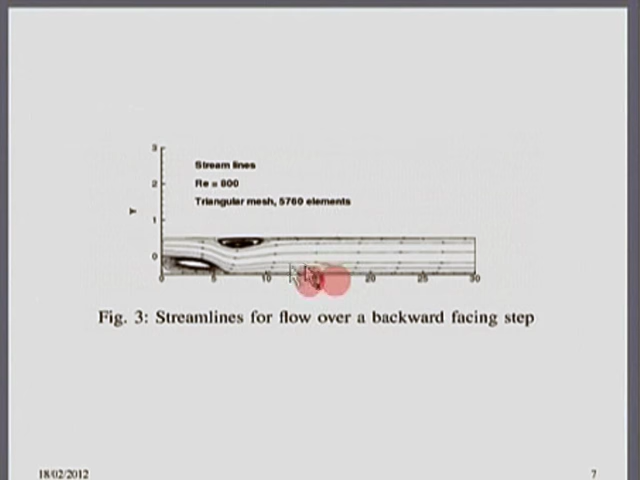 3
Stream lines
2
Re = 800
Triangular mesh, 5760 elements
Y
1
0
0 5 10 20 25 30
Fig. 3: Streamlines for flow over a backward facing step
18/02/2012
7